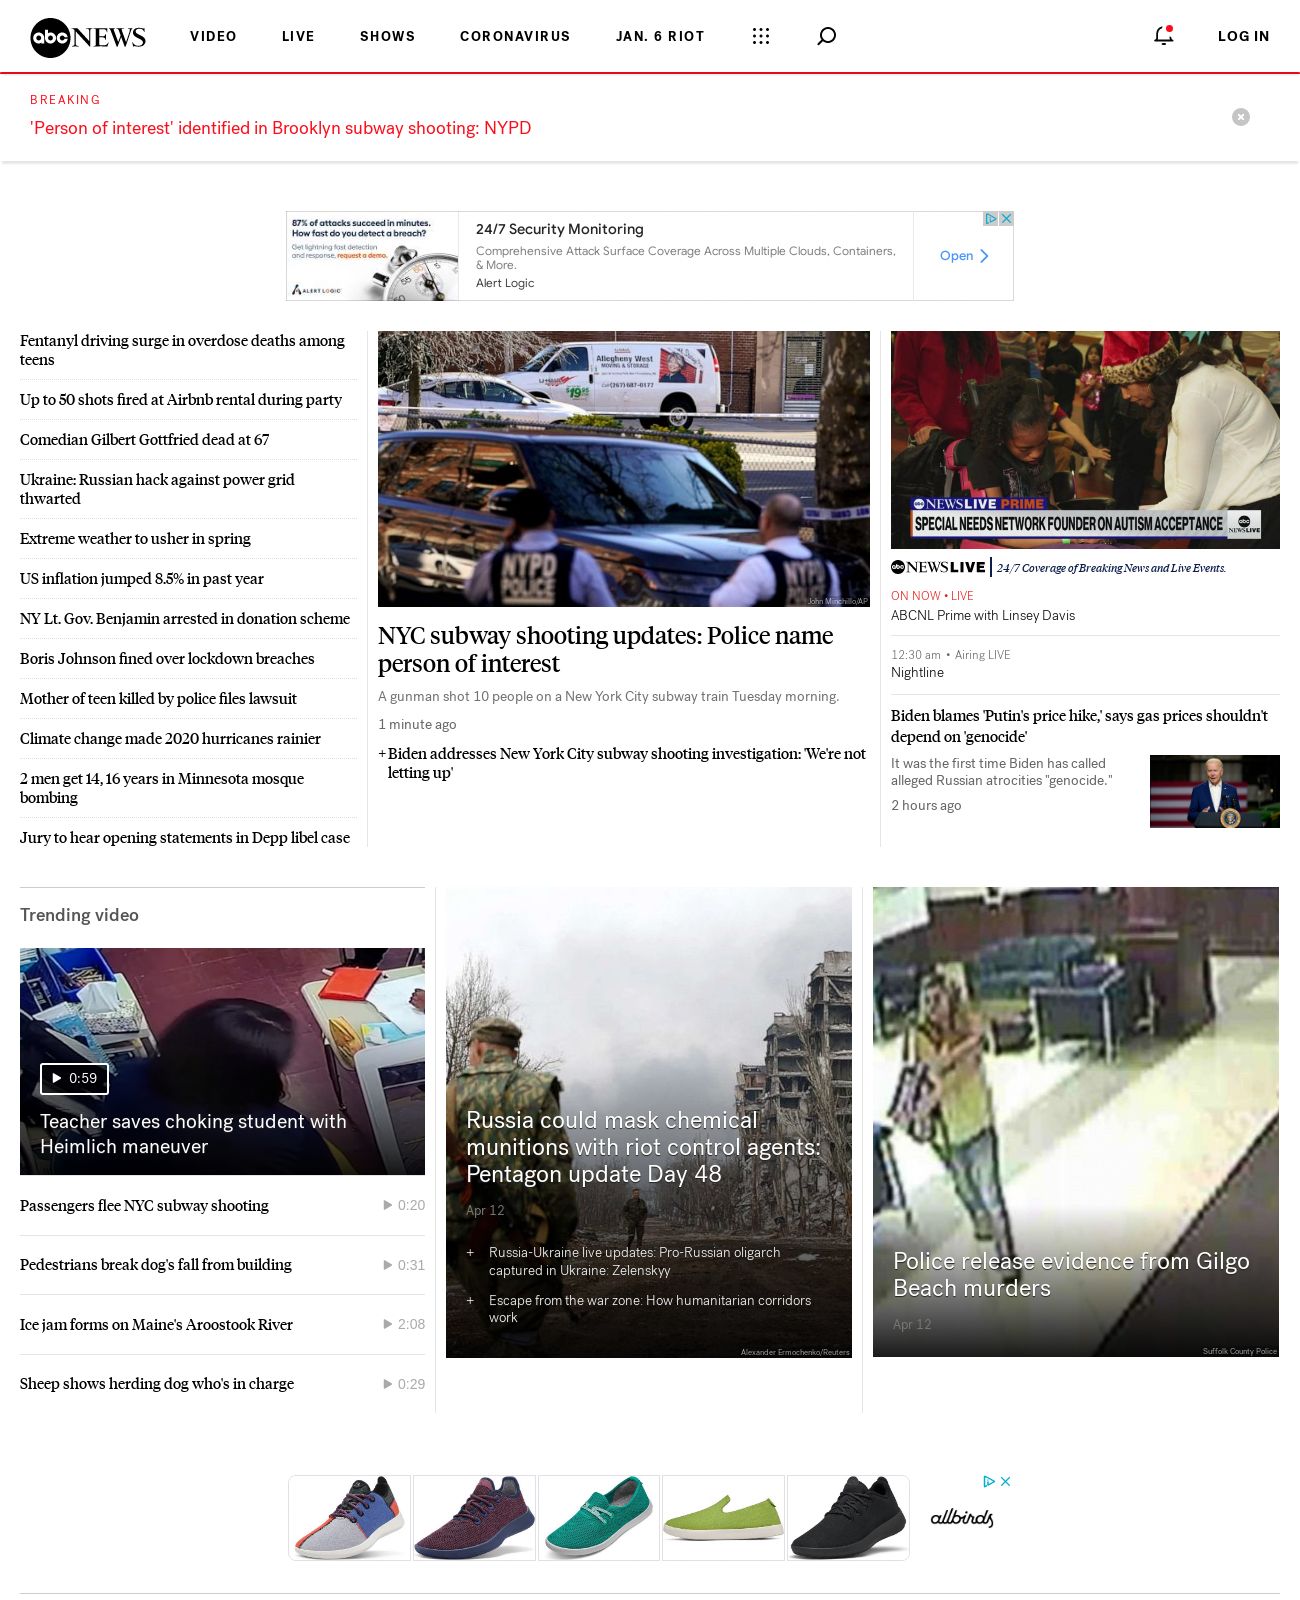 abc NEWS
VIDEO
LIVE
SHOWS
CORONAVIRUS
JAN. 6 RIOT
LOG IN
BREAKING
'Person of interest' identified in Brooklyn subway shooting: NYPD
87% of attacks succeed in minutes.
How fast do you detect a breach?
Get lightning fast detection
and response, request a demo.
ALERT LOGIC
24/7 Security Monitoring
Comprehensive Attack Surface Coverage Across Multiple Clouds, Containers,
& More.
Alert Logic
Open
Fentanyl driving surge in overdose deaths among
teens
Up to 50 shots fired at Airbnb rental during party
Comedian Gilbert Gottfried dead at 67
Ukraine: Russian hack against power grid
thwarted
Extreme weather to usher in spring
US inflation jumped 8.5% in past year
NY Lt. Gov. Benjamin arrested in donation scheme
Boris Johnson fined over lockdown breaches
Mother of teen killed by police files lawsuit
Climate change made 2020 hurricanes rainier
2 men get 14, 16 years in Minnesota mosque
bombing
Jury to hear opening statements in Depp libel case
Allegheny West
MOVING & STORAGE
(267) 687-0177
$19.95
NYPD
John Minchillo/AP
NYC subway shooting updates: Police name
person of interest
A gunman shot 10 people on a New York City subway train Tuesday morning.
1 minute ago
+ Biden addresses New York City subway shooting investigation: 'We're not
letting up'
abc NEWS LIVE PRIME
SPECIAL NEEDS NETWORK FOUNDER ON AUTISM ACCEPTANCE
abc
NEWS LIVE
abc NEWS LIVE 24/7 Coverage of Breaking News and Live Events.
ON NOW • LIVE
ABCNL Prime with Linsey Davis
12:30 am • Airing LIVE
Nightline
Biden blames 'Putin's price hike,' says gas prices shouldn't
depend on 'genocide'
It was the first time Biden has called
alleged Russian atrocities "genocide."
2 hours ago
Trending video
0:59
Teacher saves choking student with
Heimlich maneuver
Passengers flee NYC subway shooting 0:20
Pedestrians break dog's fall from building 0:31
Ice jam forms on Maine's Aroostook River 2:08
Sheep shows herding dog who's in charge 0:29
Russia could mask chemical
munitions with riot control agents:
Pentagon update Day 48
Apr 12
+ Russia-Ukraine live updates: Pro-Russian oligarch
captured in Ukraine: Zelenskyy
+ Escape from the war zone: How humanitarian corridors
work
Alexander Ermochenko/Reuters
Police release evidence from Gilgo
Beach murders
Apr 12
Suffolk County Police
allbirds